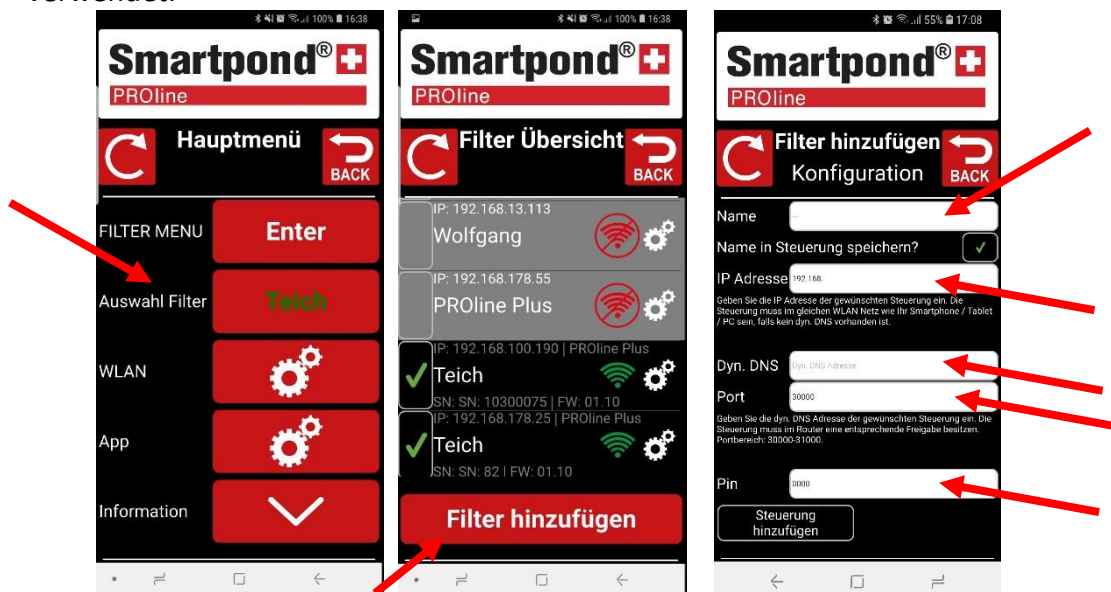 verwendet.
100% 16:38
Smartpond®
PROline
Hauptmenü
BACK
FILTER MENU
Enter
Auswahl Filter
Teich
WLAN
App
Information
100% 16:38
Smartpond®
PROline
Filter Übersicht
BACK
IP: 192.168.13.113
Wolfgang
IP: 192.168.178.55
PROline Plus
IP: 192.168.100.190 | PROline Plus
Teich
SN: SN: 10300075 | FW: 01.10
IP: 192.168.178.25 | PROline Plus
Teich
SN: SN: 82 | FW: 01.10
Filter hinzufügen
55% 17:08
Smartpond®
PROline
Filter hinzufügen
Konfiguration
BACK
Name
Name in Steuerung speichern?
IP Adresse 192.168.
Geben Sie die IP Adresse der gewünschten Steuerung ein. Die
Steuerung muss im gleichen WLAN Netz wie Ihr Smartphone / Tablet
/ PC sein, falls kein dyn. DNS vorhanden ist.
Dyn. DNS Dyn. DNS Adresse
Port 30000
Geben Sie die dyn. DNS Adresse der gewünschten Steuerung ein. Die
Steuerung muss im Router eine entsprechende Freigabe besitzen.
Portbereich: 30000-31000.
Pin 0000
Steuerung
hinzufügen